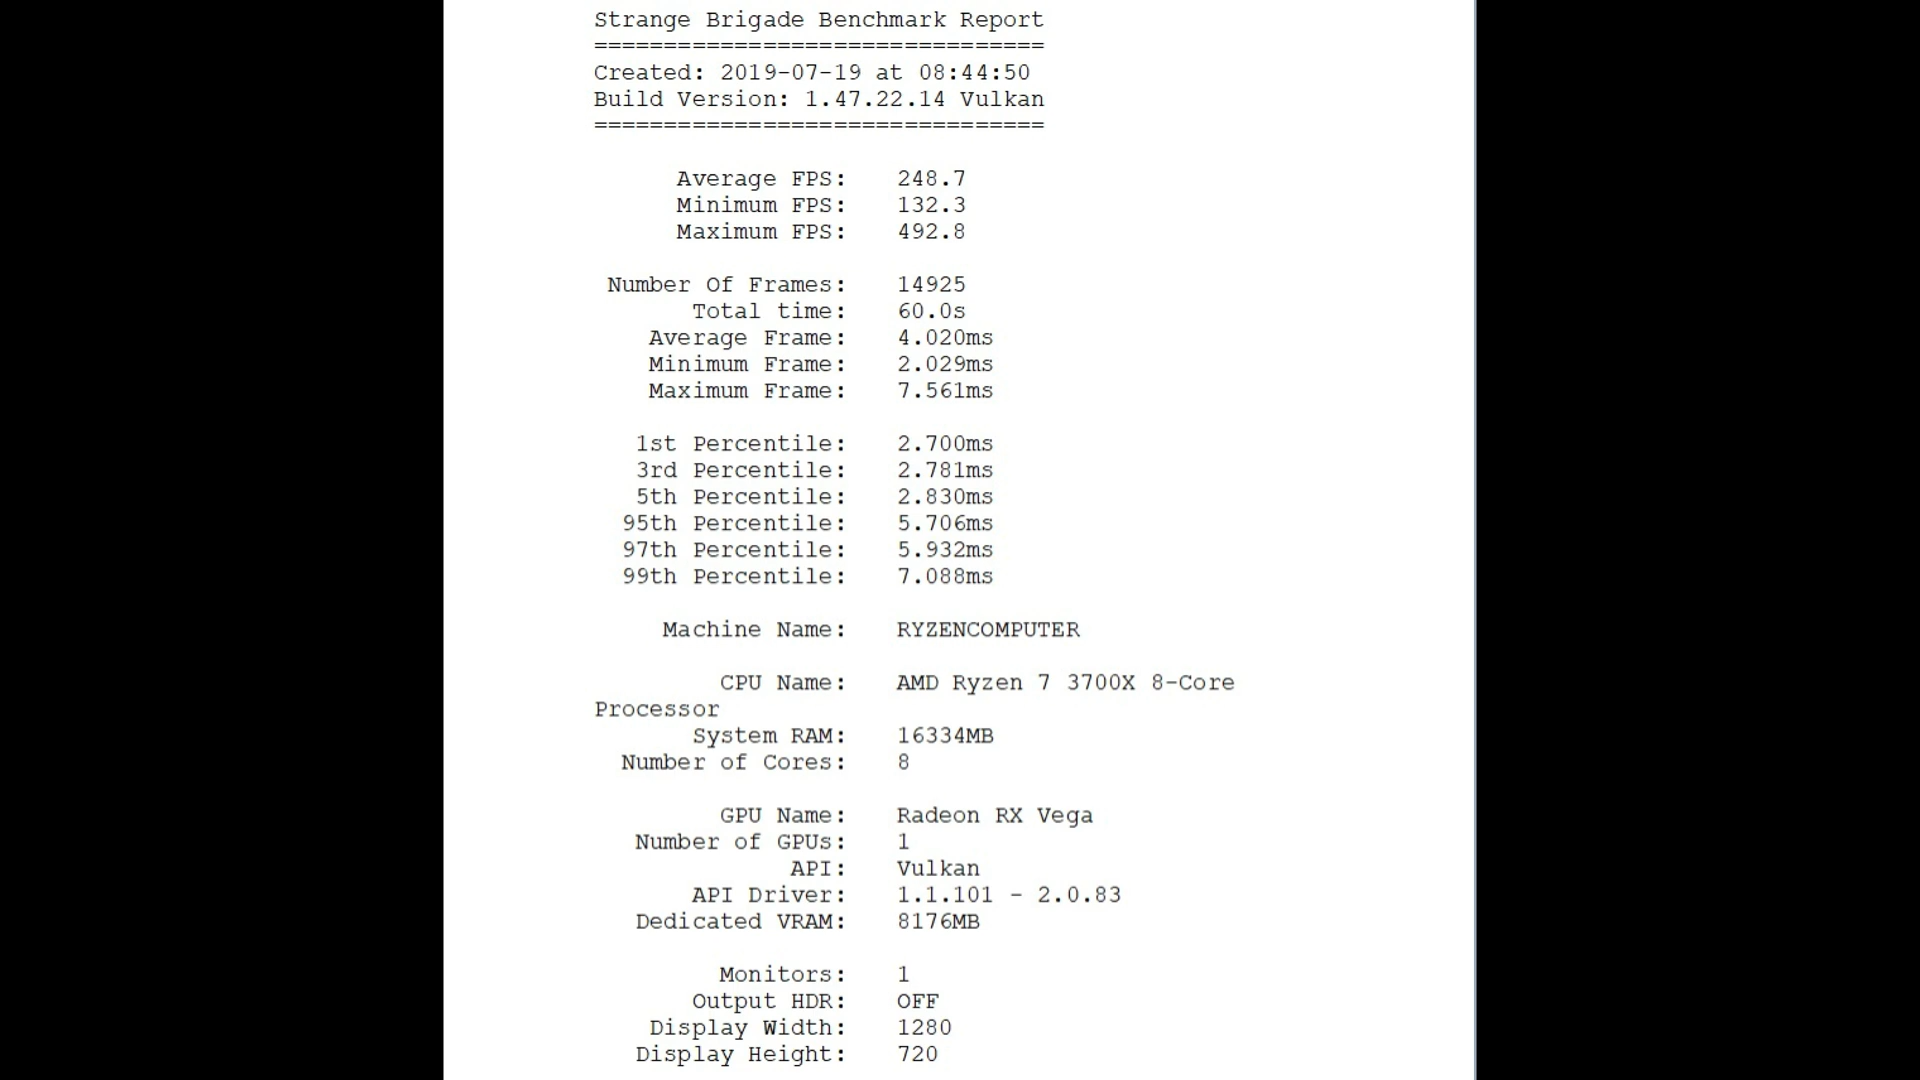 Strange Brigade Benchmark Report
================================
Created: 2019-07-19 at 08:44:50
Build Version: 1.47.22.14 Vulkan
================================
Average FPS: 248.7
Minimum FPS: 132.3
Maximum FPS: 492.8
Number Of Frames: 14925
Total time: 60.0s
Average Frame: 4.020ms
Minimum Frame: 2.029ms
Maximum Frame: 7.561ms
1st Percentile: 2.700ms
3rd Percentile: 2.781ms
5th Percentile: 2.830ms
95th Percentile: 5.706ms
97th Percentile: 5.932ms
99th Percentile: 7.088ms
Machine Name: RYZENCOMPUTER
CPU Name: AMD Ryzen 7 3700X 8-Core
Processor
System RAM: 16334MB
Number of Cores: 8
GPU Name: Radeon RX Vega
Number of GPUs: 1
API: Vulkan
API Driver: 1.1.101 - 2.0.83
Dedicated VRAM: 8176MB
Monitors: 1
Output HDR: OFF
Display Width: 1280
Display Height: 720